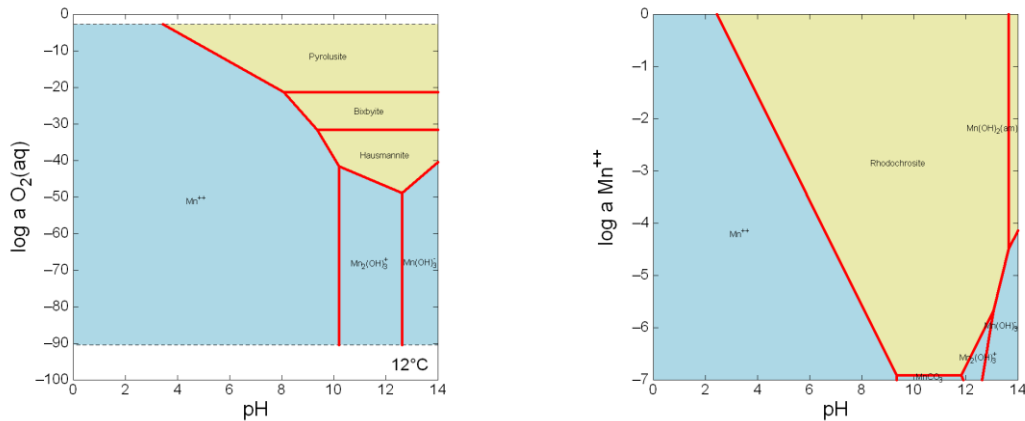 0
−10
−20
−30
−40
−50
−60
−70
−80
−90
−100
log a O₂(aq)
Pyrolusite
Bixbyite
Hausmannite
Mn⁺⁺
Mn₂(OH)₃⁺
Mn(OH)₃⁻
12°C
0 2 4 6 8 10 12 14
pH
0
−1
−2
−3
−4
−5
−6
−7
log a Mn⁺⁺
Mn(OH)₂(am)
Rhodochrosite
Mn⁺⁺
Mn(OH)₃⁻
Mn₂(OH)₃⁺
MnCO₃
0 2 4 6 8 10 12 14
pH